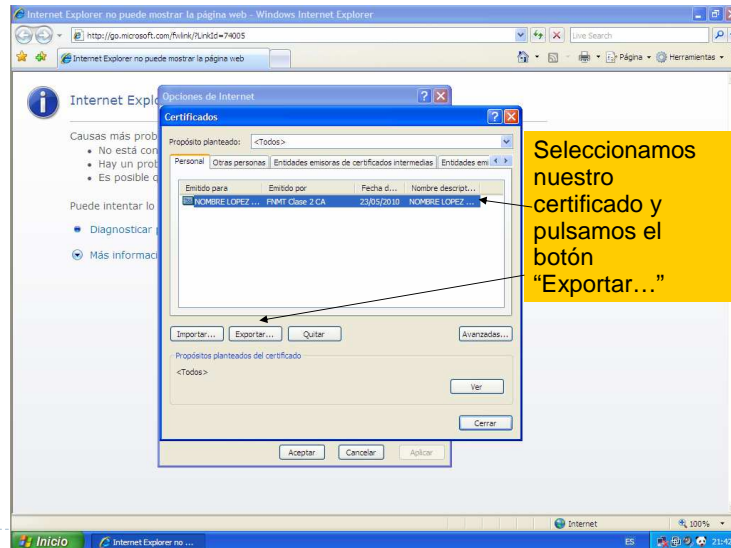 Internet Explorer no puede mostrar la página web - Windows Internet Explorer
http://go.microsoft.com/fwlink/?LinkId=74005
Live Search
Internet Explorer no puede mostrar la página web
Página
Herramientas
Internet Explo
Causas más prob
No está con
Hay un prob
Es posible q
Puede intentar lo
Diagnosticar
Más informaci
Opciones de Internet
Certificados
Propósito planteado: <Todos>
Personal Otras personas Entidades emisoras de certificados intermedias Entidades emi
Emitido para Emitido por Fecha d... Nombre descript...
NOMBRE LOPEZ ... FNMT Clase 2 CA 23/05/2010 NOMBRE LOPEZ ...
Importar... Exportar... Quitar Avanzadas...
Propósitos planteados del certificado
<Todos>
Ver
Cerrar
Aceptar Cancelar Aplicar
Seleccionamos
nuestro
certificado y
pulsamos el
botón
“Exportar…”
Internet 100%
Inicio Internet Explorer no ... ES 21:42